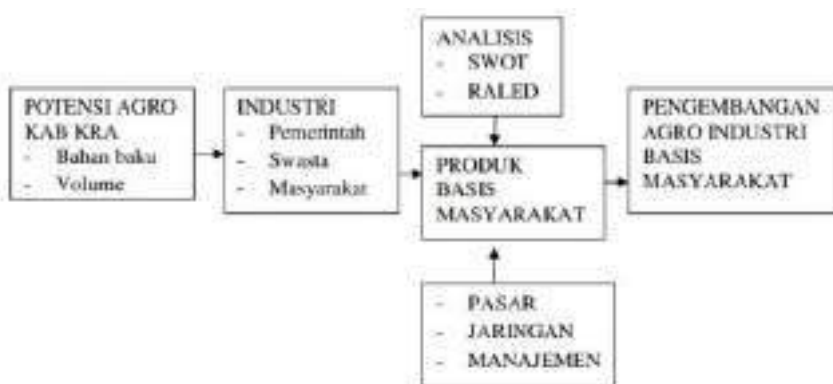 ANALISIS
- SWOT
- RALED
POTENSI AGRO
KAB KRA
- Bahan baku
- Volume
INDUSTRI
- Pemerintah
- Swasta
- Masyarakat
PRODUK
BASIS
MASYARAKAT
PENGEMBANGAN
AGRO INDUSTRI
BASIS
MASYARAKAT
- PASAR
- JARINGAN
- MANAJEMEN